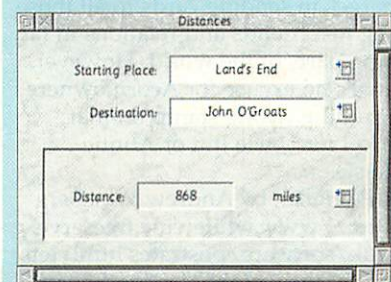 Distances
Starting Place: Land's End
Destination: John O'Groats
Distance: 868 miles